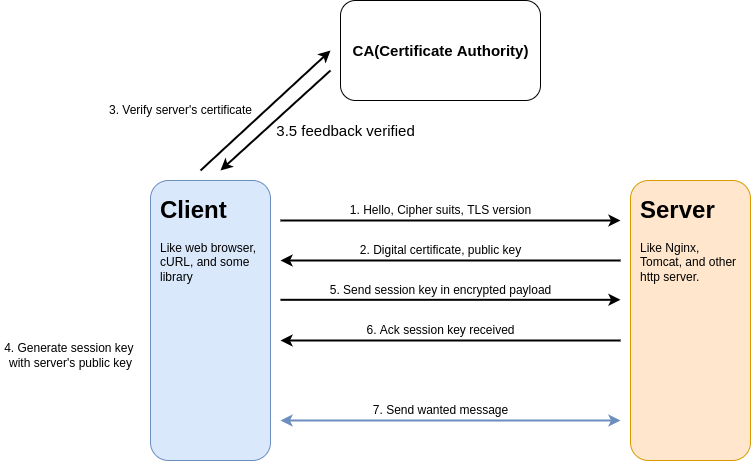 CA(Certificate Authority)
3. Verify server's certificate
3.5 feedback verified
Client
Like web browser,
cURL, and some
library
1. Hello, Cipher suits, TLS version
2. Digital certificate, public key
5. Send session key in encrypted payload
6. Ack session key received
7. Send wanted message
Server
Like Nginx,
Tomcat, and other
http server.
4. Generate session key
with server's public key